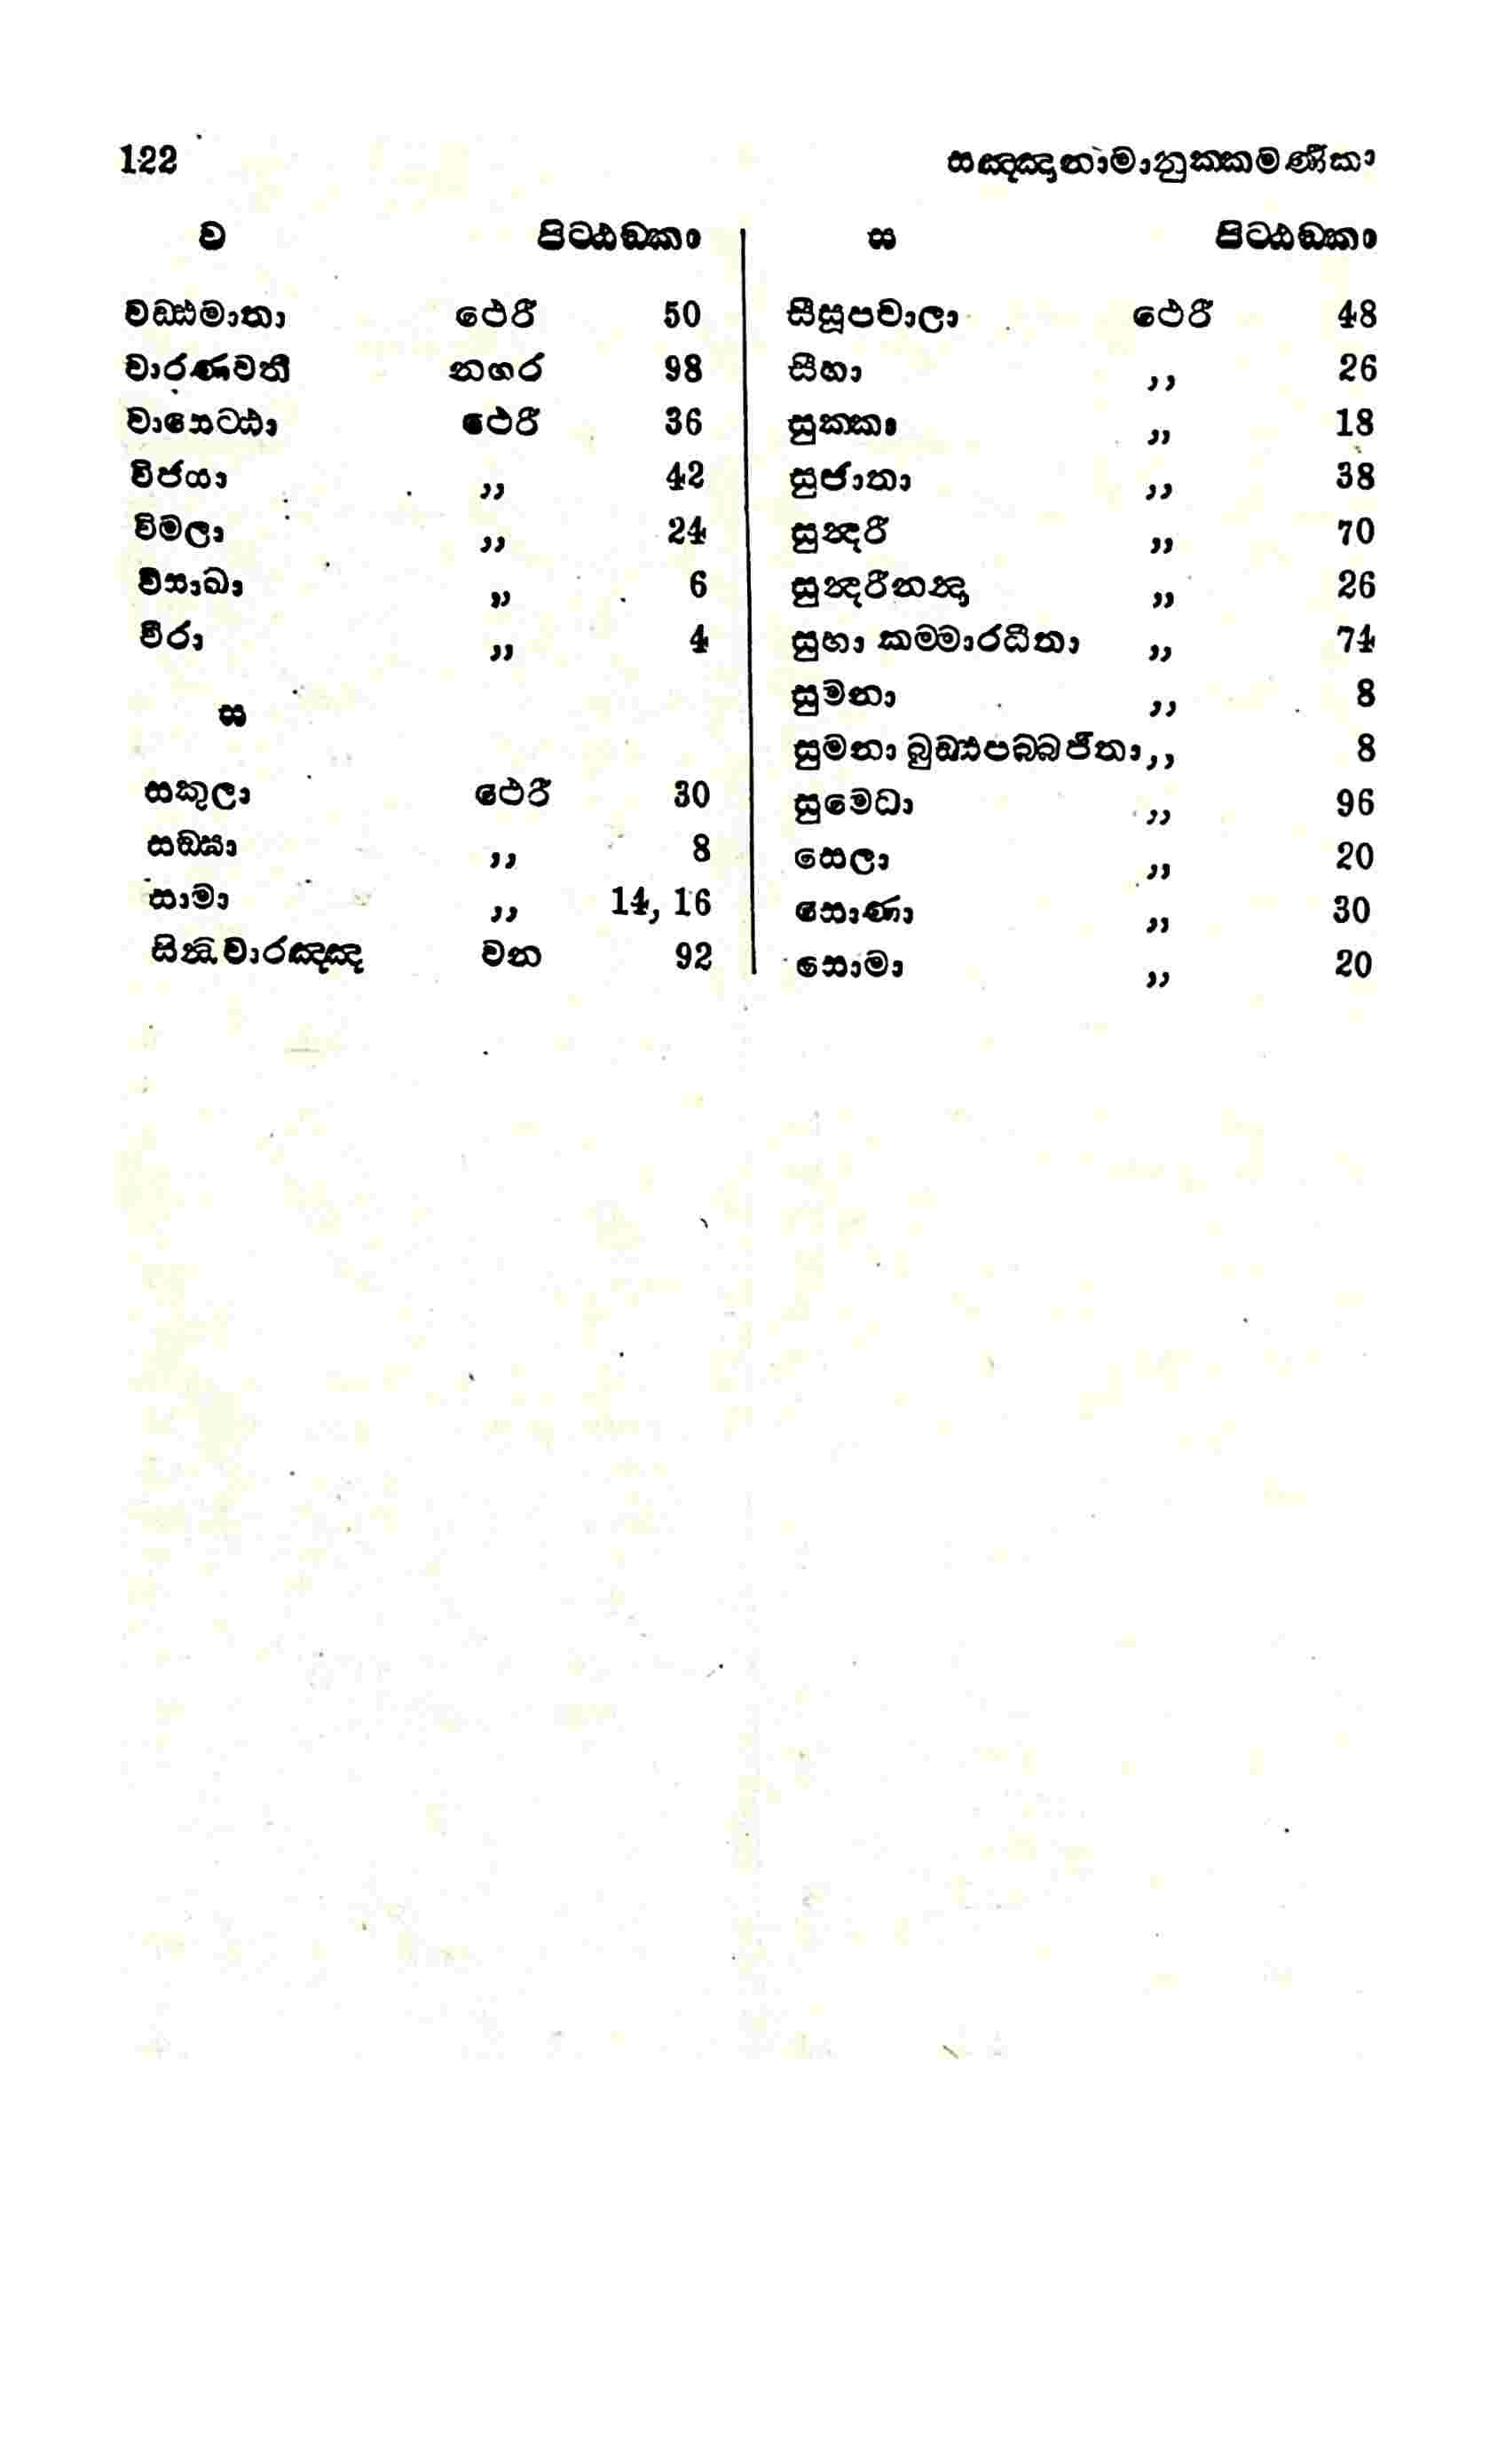 122 සඤ්ඤානාමානුක්කමණිකා
ව පිට්ඨඞ්කා
වඩ්ඪමාතා ථෙරී 50
වාරණවතී නගර 98
වාසෙට්ඨා ථෙරී 36
විජයා ,, 42
විමලා ,, 24
විසාඛා ,, 6
වීරා ,, 4
ස
සකුලා ථෙරී 30
සඞ්ඝා ,, 8
සාමා ,, 14, 16
සිඤ්ජි වාරඤ්ඤ වන 92
ස පිට්ඨඞ්කා
සීසූපචාලා ථෙරී 48
සීහා ,, 26
සුක්කා ,, 18
සුජාතා ,, 38
සුන්දරී ,, 70
සුන්දරීනන්දා ,, 26
සුභා කම්මාරධීතා ,, 74
සුමනා ,, 8
සුමනා බුඩ්ඪපබ්බජිතා ,, 8
සුමෙධා ,, 96
සෙලා ,, 20
සොණා ,, 30
සොමා ,, 20